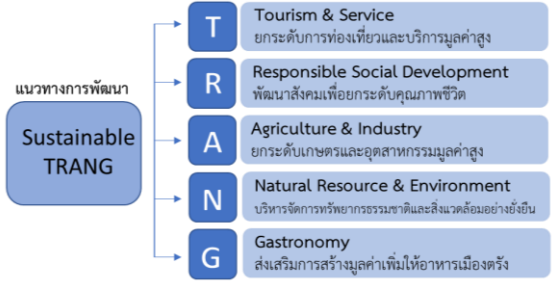 แนวทางการพัฒนา
Sustainable
TRANG
T
Tourism & Service
ยกระดับการท่องเที่ยวและบริการมูลค่าสูง
R
Responsible Social Development
พัฒนาสังคมเพื่อยกระดับคุณภาพชีวิต
A
Agriculture & Industry
ยกระดับเกษตรและอุตสาหกรรมมูลค่าสูง
N
Natural Resource & Environment
บริหารจัดการทรัพยากรธรรมชาติและสิ่งแวดล้อมอย่างยั่งยืน
G
Gastronomy
ส่งเสริมการสร้างมูลค่าเพิ่มให้อาหารเมืองตรัง